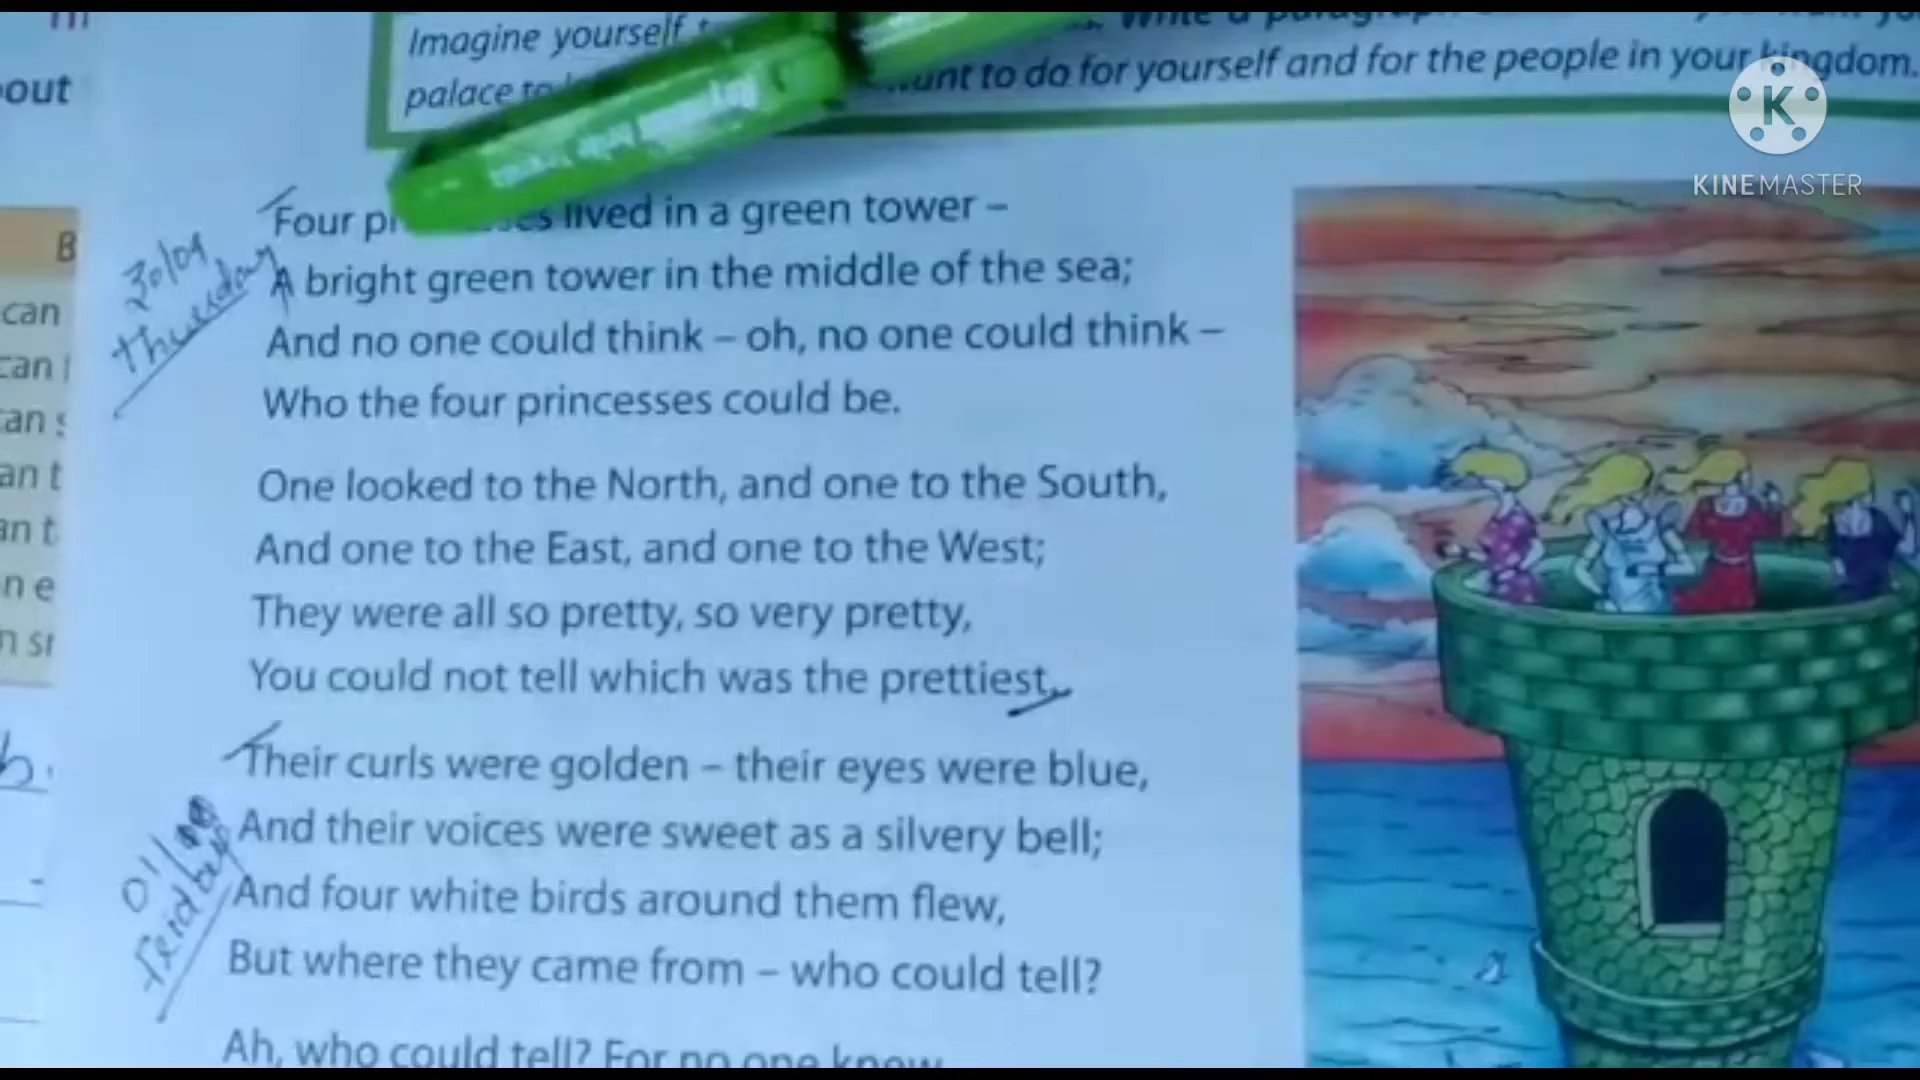 Imagine yourself
palace to want to do for yourself and for the people in your kingdom.
out
KINEMASTER
Four lived in a green tower –
A bright green tower in the middle of the sea;
And no one could think – oh, no one could think –
Who the four princesses could be.
30/09
Thursday
One looked to the North, and one to the South,
And one to the East, and one to the West;
They were all so pretty, so very pretty,
You could not tell which was the prettiest.
Their curls were golden – their eyes were blue,
And their voices were sweet as a silvery bell;
And four white birds around them flew,
But where they came from – who could tell?
01/
Ah, who could tell? For no one knew
B
can
can
an s
an t
an t
n e